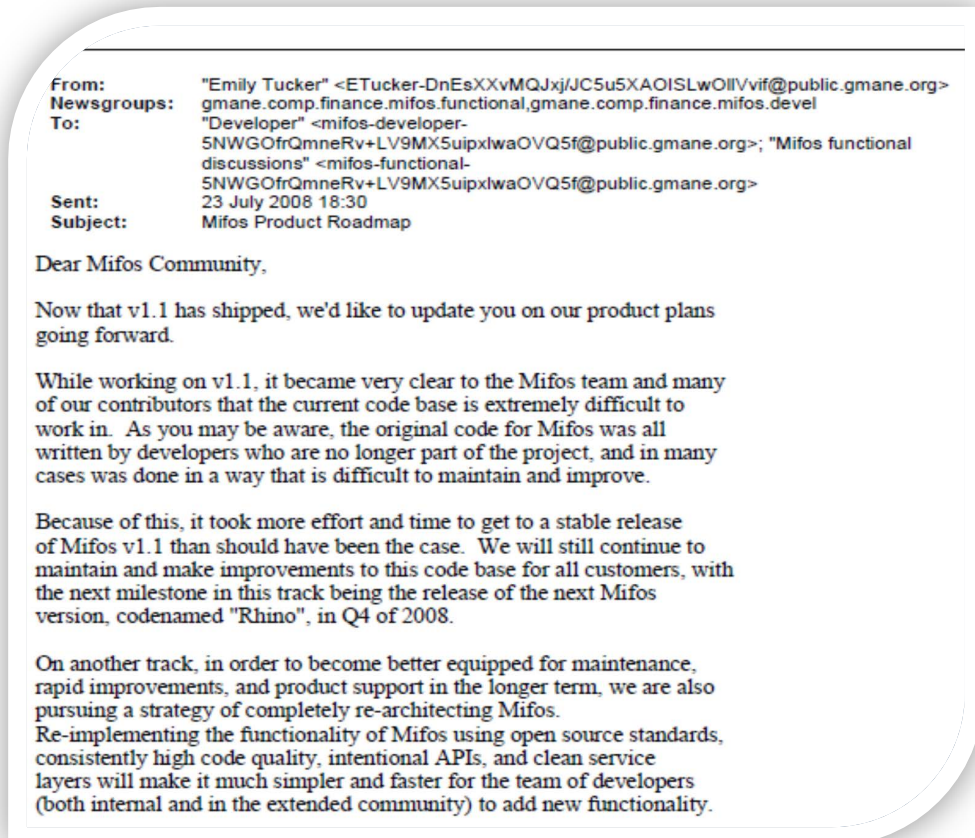 From: "Emily Tucker" <ETucker-DnEsXXvMQJxj/JC5u5XAOISLwOllVvif@public.gmane.org>
Newsgroups: gmane.comp.finance.mifos.functional,gmane.comp.finance.mifos.devel
To: "Developer" <mifos-developer-
5NWGOfrQmneRv+LV9MX5uipxlwaOVQ5f@public.gmane.org>; "Mifos functional
discussions" <mifos-functional-
5NWGOfrQmneRv+LV9MX5uipxlwaOVQ5f@public.gmane.org>
Sent: 23 July 2008 18:30
Subject: Mifos Product Roadmap
Dear Mifos Community,
Now that v1.1 has shipped, we'd like to update you on our product plans
going forward.
While working on v1.1, it became very clear to the Mifos team and many
of our contributors that the current code base is extremely difficult to
work in.  As you may be aware, the original code for Mifos was all
written by developers who are no longer part of the project, and in many
cases was done in a way that is difficult to maintain and improve.
Because of this, it took more effort and time to get to a stable release
of Mifos v1.1 than should have been the case.  We will still continue to
maintain and make improvements to this code base for all customers, with
the next milestone in this track being the release of the next Mifos
version, codenamed "Rhino", in Q4 of 2008.
On another track, in order to become better equipped for maintenance,
rapid improvements, and product support in the longer term, we are also
pursuing a strategy of completely re-architecting Mifos.
Re-implementing the functionality of Mifos using open source standards,
consistently high code quality, intentional APIs, and clean service
layers will make it much simpler and faster for the team of developers
(both internal and in the extended community) to add new functionality.